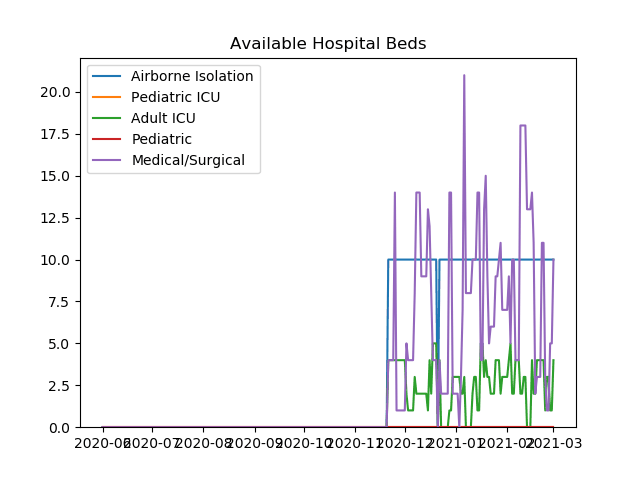 Available Hospital Beds
Airborne Isolation
Pediatric ICU
Adult ICU
Pediatric
Medical/Surgical
20.0
17.5
15.0
12.5
10.0
7.5
5.0
2.5
0.0
2020-06 2020-07 2020-08 2020-09 2020-10 2020-11 2020-12 2021-01 2021-02 2021-03